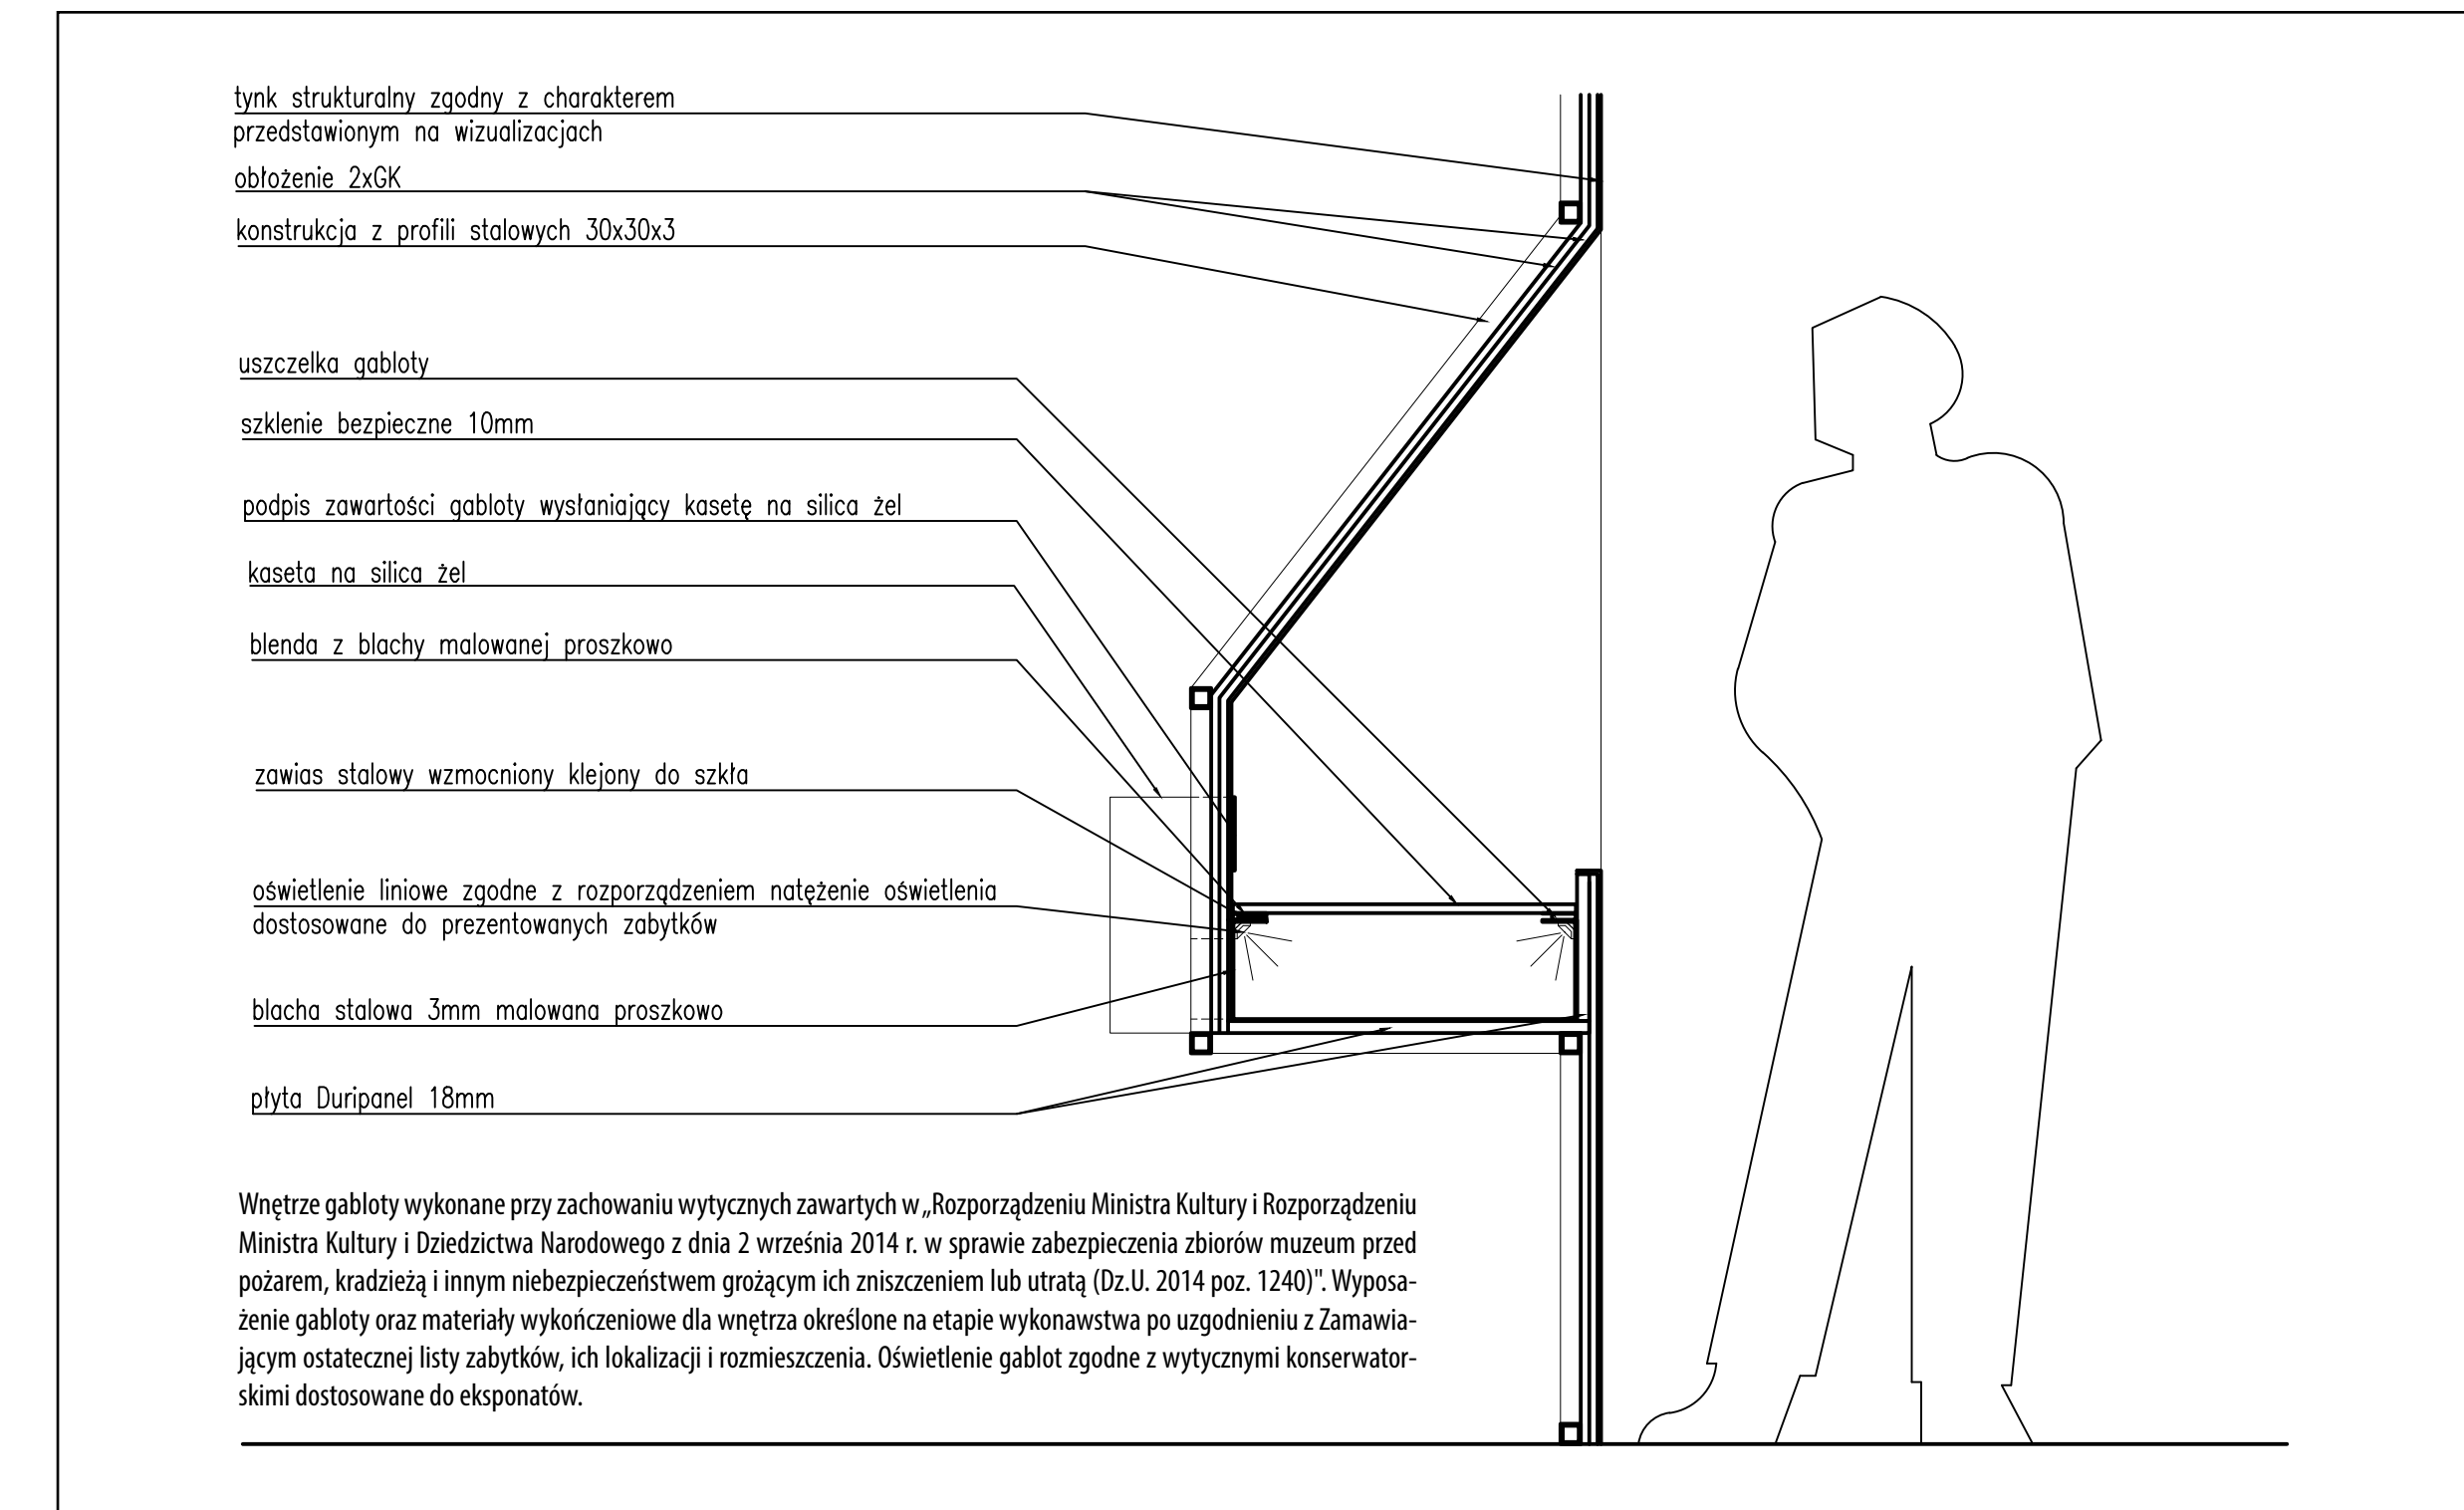 tynk strukturalny zgodny z charakterem
przedstawionym na wizualizacjach
obłożenie 2xGK
konstrukcja z profili stalowych 30x30x3
uszczelka gabloty
szklenie bezpieczne 10mm
podpis zawartości gabloty wysłaniający kasetę na silica żel
kaseta na silica żel
blenda z blachy malowanej proszkowo
zawias stalowy wzmocniony klejony do szkła
oświetlenie liniowe zgodne z rozporządzeniem natężenie oświetlenia
dostosowane do prezentowanych zabytków
blacha stalowa 3mm malowana proszkowo
płyta Duripanel 18mm
Wnętrze gabloty wykonane przy zachowaniu wytycznych zawartych w „Rozporządzeniu Ministra Kultury i Rozporządzeniu
Ministra Kultury i Dziedzictwa Narodowego z dnia 2 września 2014 r. w sprawie zabezpieczenia zbiorów muzeum przed
pożarem, kradzieżą i innym niebezpieczeństwem grożącym ich zniszczeniem lub utratą (Dz.U. 2014 poz. 1240)". Wyposa-
żenie gabloty oraz materiały wykończeniowe dla wnętrza określone na etapie wykonawstwa po uzgodnieniu z Zamawia-
jącym ostatecznej listy zabytków, ich lokalizacji i rozmieszczenia. Oświetlenie gablot zgodne z wytycznymi konserwator-
skimi dostosowane do eksponatów.